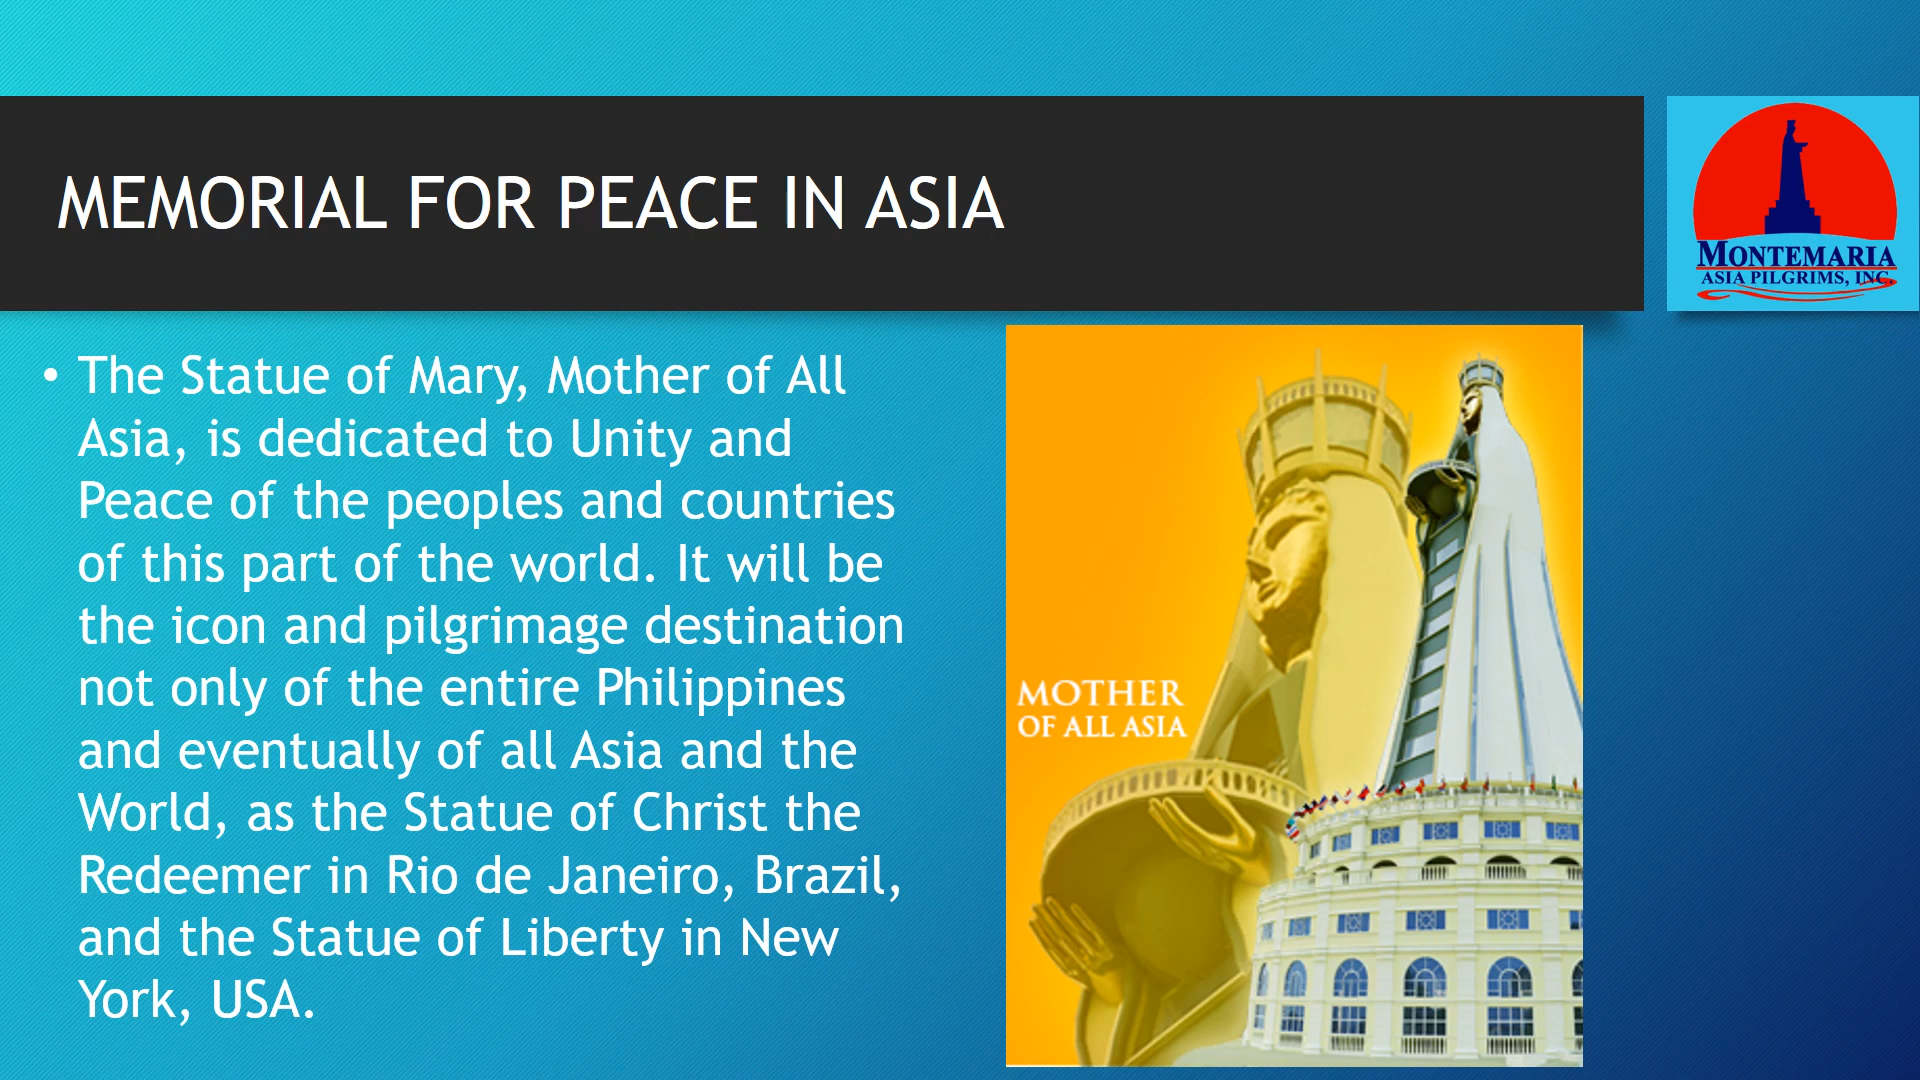 MEMORIAL FOR PEACE IN ASIA
MONTEMARIA
ASIA PILGRIMS, INC.
• The Statue of Mary, Mother of All
Asia, is dedicated to Unity and
Peace of the peoples and countries
of this part of the world. It will be
the icon and pilgrimage destination
not only of the entire Philippines
and eventually of all Asia and the
World, as the Statue of Christ the
Redeemer in Rio de Janeiro, Brazil,
and the Statue of Liberty in New
York, USA.
MOTHER
OF ALL ASIA